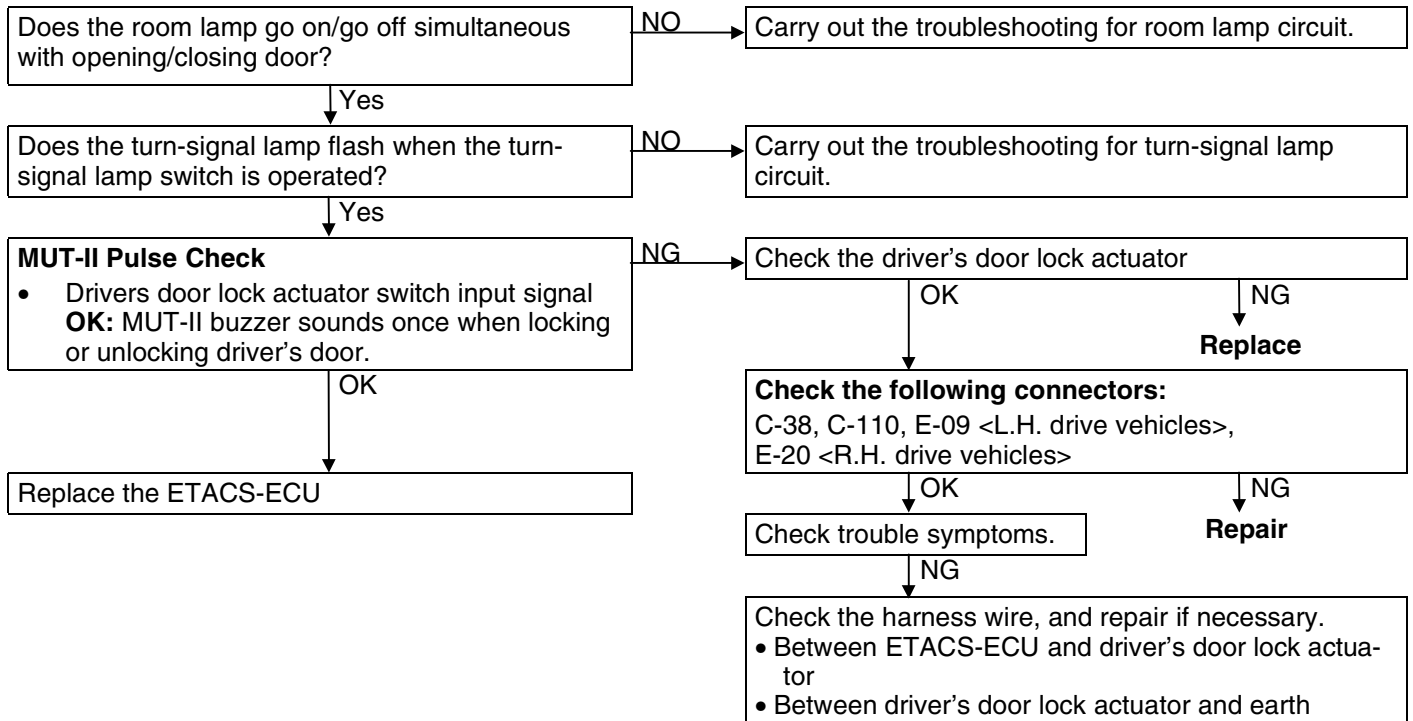 Does the room lamp go on/go off simultaneous
with opening/closing door?
NO
Carry out the troubleshooting for room lamp circuit.
Yes
Does the turn-signal lamp flash when the turn-
signal lamp switch is operated?
NO
Carry out the troubleshooting for turn-signal lamp
circuit.
Yes
MUT-II Pulse Check
• Drivers door lock actuator switch input signal
OK: MUT-II buzzer sounds once when locking
or unlocking driver's door.
NG
Check the driver's door lock actuator
OK
NG
Replace
OK
Check the following connectors:
C-38, C-110, E-09 <L.H. drive vehicles>,
E-20 <R.H. drive vehicles>
Replace the ETACS-ECU
OK
NG
Repair
Check trouble symptoms.
NG
Check the harness wire, and repair if necessary.
• Between ETACS-ECU and driver's door lock actua-
tor
• Between driver's door lock actuator and earth